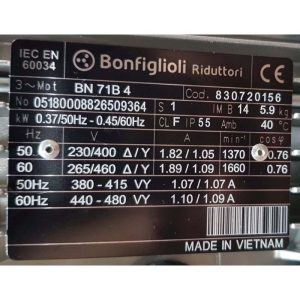 IEC EN
60034
Bonfiglioli Riduttori
CE
3~Mot BN 71B 4 Cod. 830720156
No 05180008826509364 S 1 IM B 14 5.9 kg
kW 0.37/50Hz - 0.45/60Hz CL F IP 55 Amb 40 °C
Hz V A min-1 cosφ
50 230/400 Δ/Y 1.82 / 1.05 1370 0.76
60 265/460 Δ/Y 1.89 / 1.09 1660 0.76
50Hz 380 - 415 VY 1.07 / 1.07 A
60Hz 440 - 480 VY 1.10 / 1.09 A
MADE IN VIETNAM